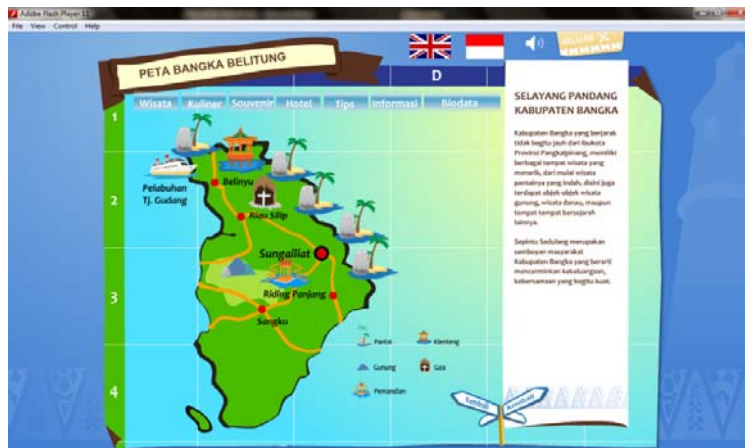 Adobe Flash Player 11
File View Control Help
PETA BANGKA BELITUNG
KELUAR X
D
Wisata Kuliner Souvenir Hotel Tips Informasi Biodata
1
2
3
4
Pelabuhan
Tj. Gudang
Belinyu
Riau Silip
Sungailiat
Riding Panjang
Sangku
Pantai
Klenteng
Gunung
Goa
Pemandian
Kembali
SELAYANG PANDANG
KABUPATEN BANGKA
Kabupaten Bangka yang berjarak
tidak begitu jauh dari Ibukota
Provinsi Pangkalpinang, memiliki
berbagai tempat wisata yang
menarik, dari mulai wisata
pantainya yang indah, disini juga
terdapat objek-objek wisata
gunung, wisata danau, maupun
tempat-tempat bersejarah
lainnya.
Sepintu Sedulang merupakan
semboyan masyarakat
Kabupaten Bangka yang berarti
mencerminkan kekeluargaan,
kebersamaan yang begitu kuat.